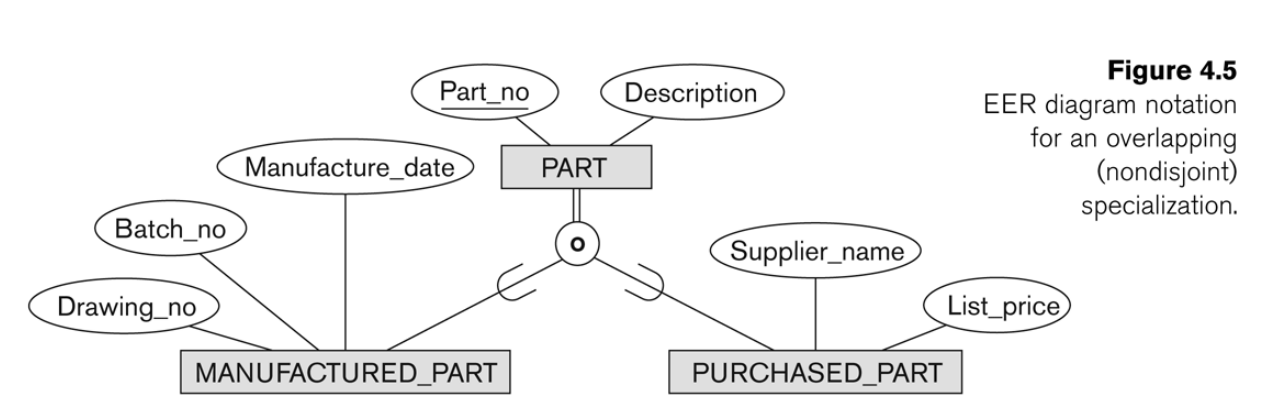 Figure 4.5
EER diagram notation
for an overlapping
(nondisjoint)
specialization.
Part_no
Description
Manufacture_date
PART
Batch_no
o
Supplier_name
Drawing_no
List_price
MANUFACTURED_PART
PURCHASED_PART